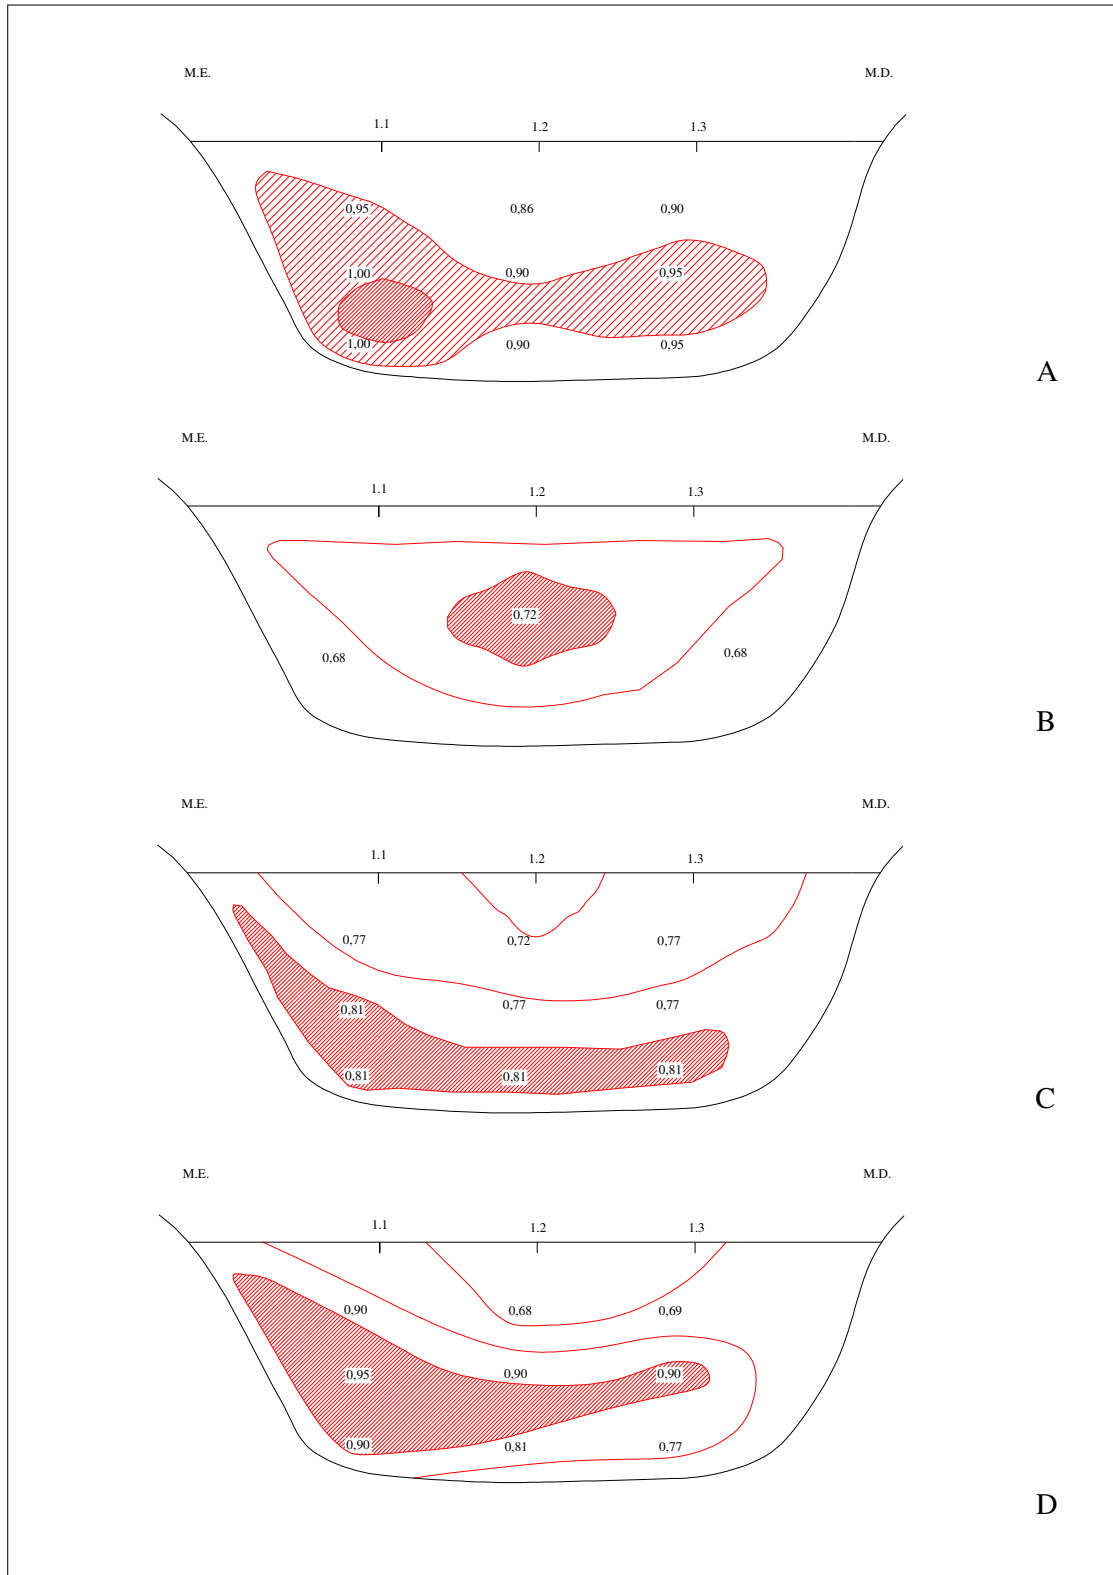 M.E. M.D.
1.1 1.2 1.3
0,95 0,86 0,90
1,00 0,90 0,95
1,00 0,90 0,95
A
M.E. M.D.
1.1 1.2 1.3
0,72
0,68 0,68
B
M.E. M.D.
1.1 1.2 1.3
0,77 0,72 0,77
0,81 0,77 0,77
0,81 0,81 0,81
C
M.E. M.D.
1.1 1.2 1.3
0,90 0,68 0,69
0,95 0,90 0,90
0,90 0,81 0,77
D